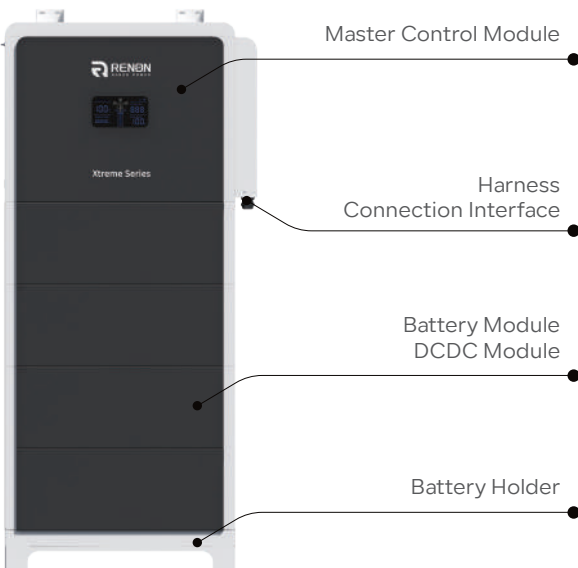 Master Control Module
RENON
Xtreme Series
Harness
Connection Interface
Battery Module
DCDC Module
Battery Holder